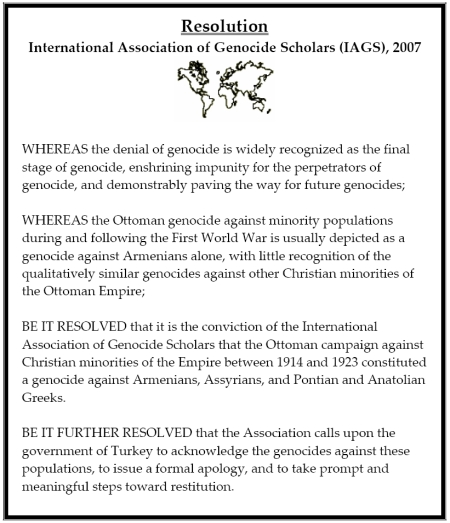 Resolution
International Association of Genocide Scholars (IAGS), 2007
WHEREAS the denial of genocide is widely recognized as the final
stage of genocide, enshrining impunity for the perpetrators of
genocide, and demonstrably paving the way for future genocides;
WHEREAS the Ottoman genocide against minority populations
during and following the First World War is usually depicted as a
genocide against Armenians alone, with little recognition of the
qualitatively similar genocides against other Christian minorities of
the Ottoman Empire;
BE IT RESOLVED that it is the conviction of the International
Association of Genocide Scholars that the Ottoman campaign against
Christian minorities of the Empire between 1914 and 1923 constituted
a genocide against Armenians, Assyrians, and Pontian and Anatolian
Greeks.
BE IT FURTHER RESOLVED that the Association calls upon the
government of Turkey to acknowledge the genocides against these
populations, to issue a formal apology, and to take prompt and
meaningful steps toward restitution.